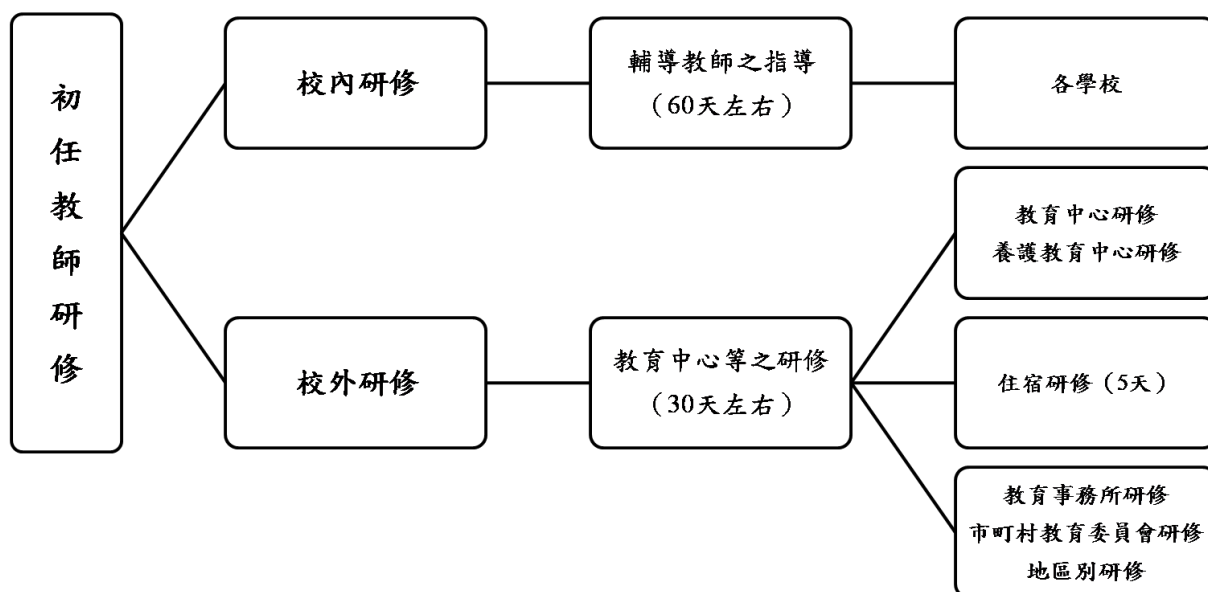 初任教師研修
校內研修
輔導教師之指導
（60天左右）
各學校
教育中心研修
養護教育中心研修
校外研修
教育中心等之研修
（30天左右）
住宿研修（5天）
教育事務所研修
市町村教育委員會研修
地區別研修